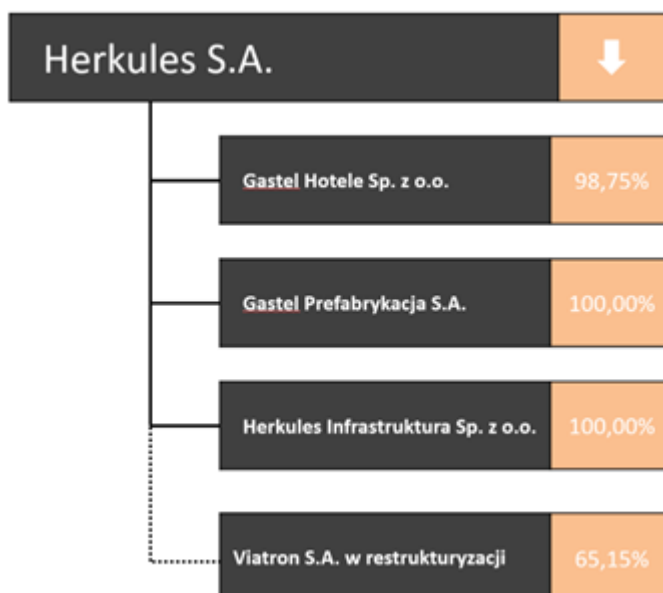 Herkules S.A.
Gastel Hotele Sp. z o.o.
98,75%
Gastel Prefabrykacja S.A.
100,00%
Herkules Infrastruktura Sp. z o.o.
100,00%
Viatron S.A. w restrukturyzacji
65,15%